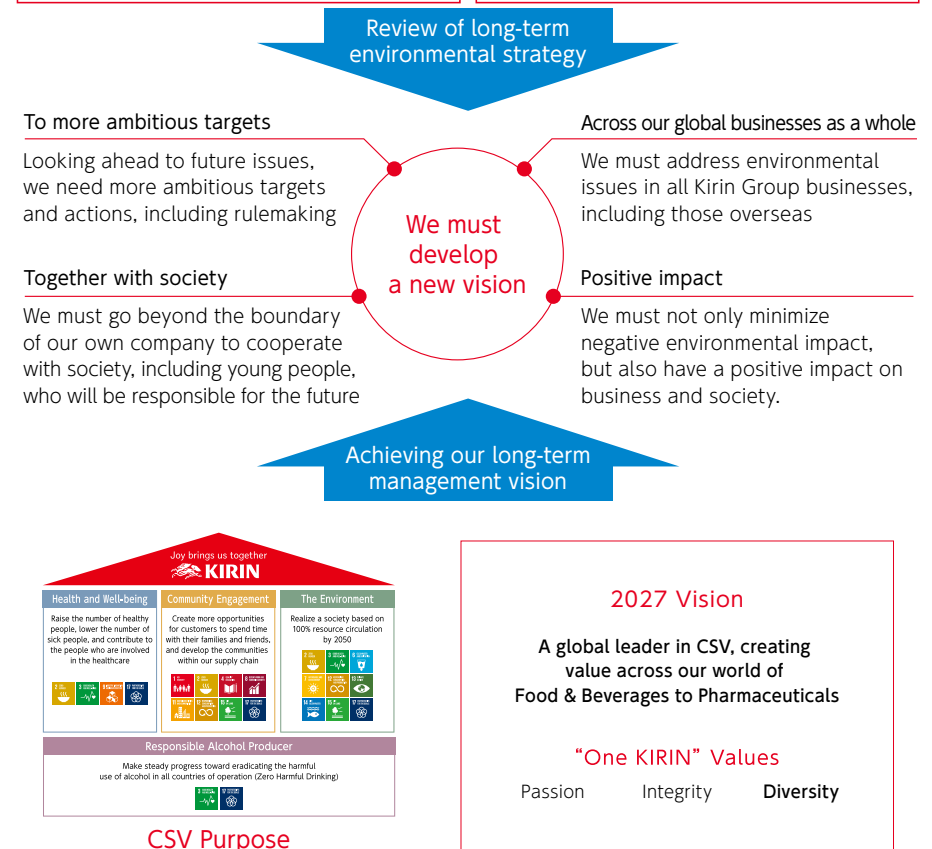 Review of long-term
environmental strategy
To more ambitious targets
Looking ahead to future issues,
we need more ambitious targets
and actions, including rulemaking
Across our global businesses as a whole
We must address environmental
issues in all Kirin Group businesses,
including those overseas
We must
develop
a new vision
Together with society
We must go beyond the boundary
of our own company to cooperate
with society, including young people,
who will be responsible for the future
Positive impact
We must not only minimize
negative environmental impact,
but also have a positive impact on
business and society.
Achieving our long-term
management vision
Joy brings us together
KIRIN
Health and Well-being
Raise the number of healthy
people, lower the number of
sick people, and contribute to
the people who are involved
in the healthcare
Community Engagement
Create more opportunities
for customers to spend time
with their families and friends,
and develop the communities
within our supply chain
The Environment
Realize a society based on
100% resource circulation
by 2050
Responsible Alcohol Producer
Make steady progress toward eradicating the harmful
use of alcohol in all countries of operation (Zero Harmful Drinking)
CSV Purpose
2027 Vision
A global leader in CSV, creating
value across our world of
Food & Beverages to Pharmaceuticals
“One KIRIN” Values
Passion Integrity Diversity